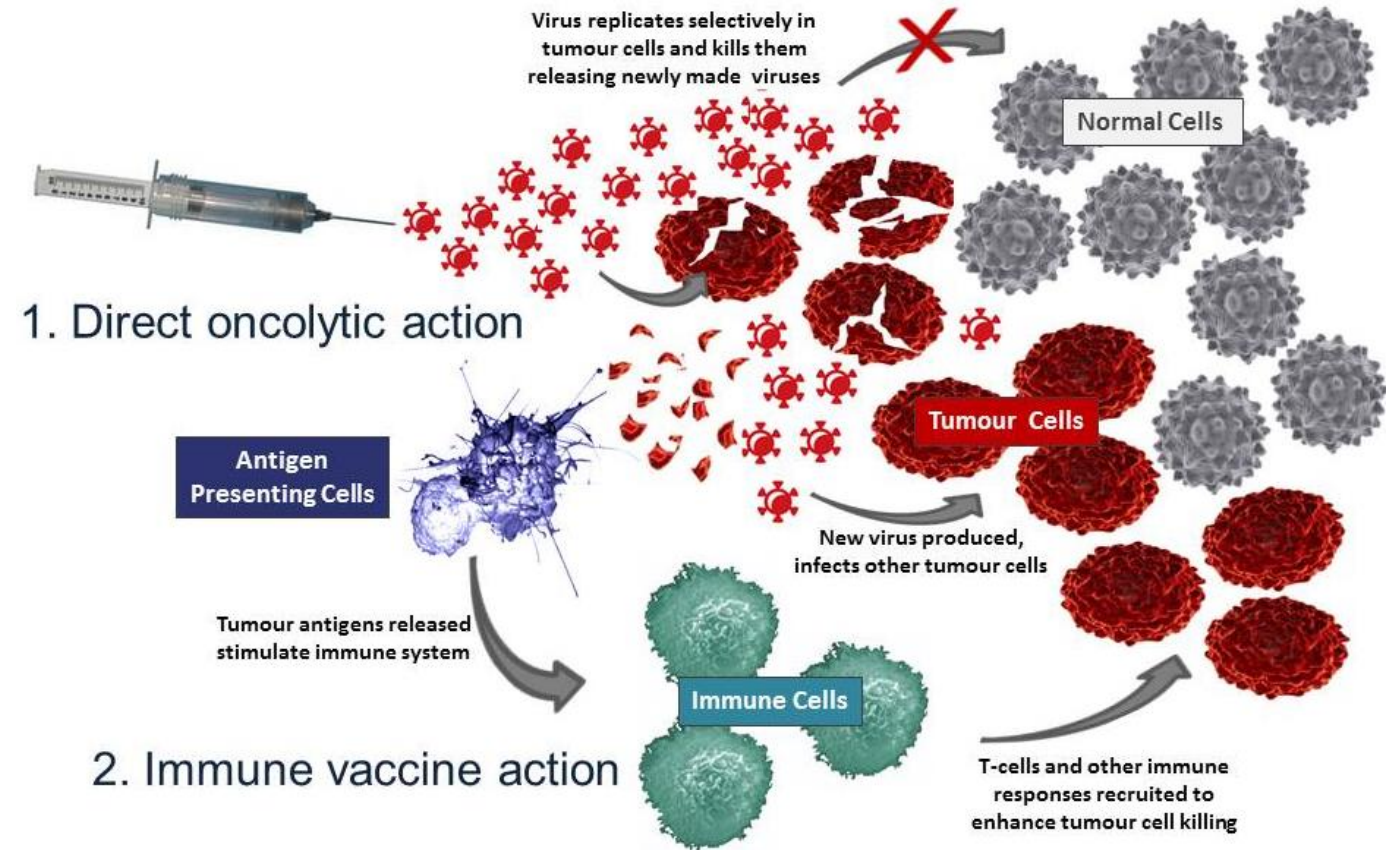 Virus replicates selectively in
tumour cells and kills them
releasing newly made viruses
Normal Cells
1. Direct oncolytic action
Tumour Cells
Antigen
Presenting Cells
New virus produced,
infects other tumour cells
Tumour antigens released
stimulate immune system
Immune Cells
2. Immune vaccine action
T-cells and other immune
responses recruited to
enhance tumour cell killing